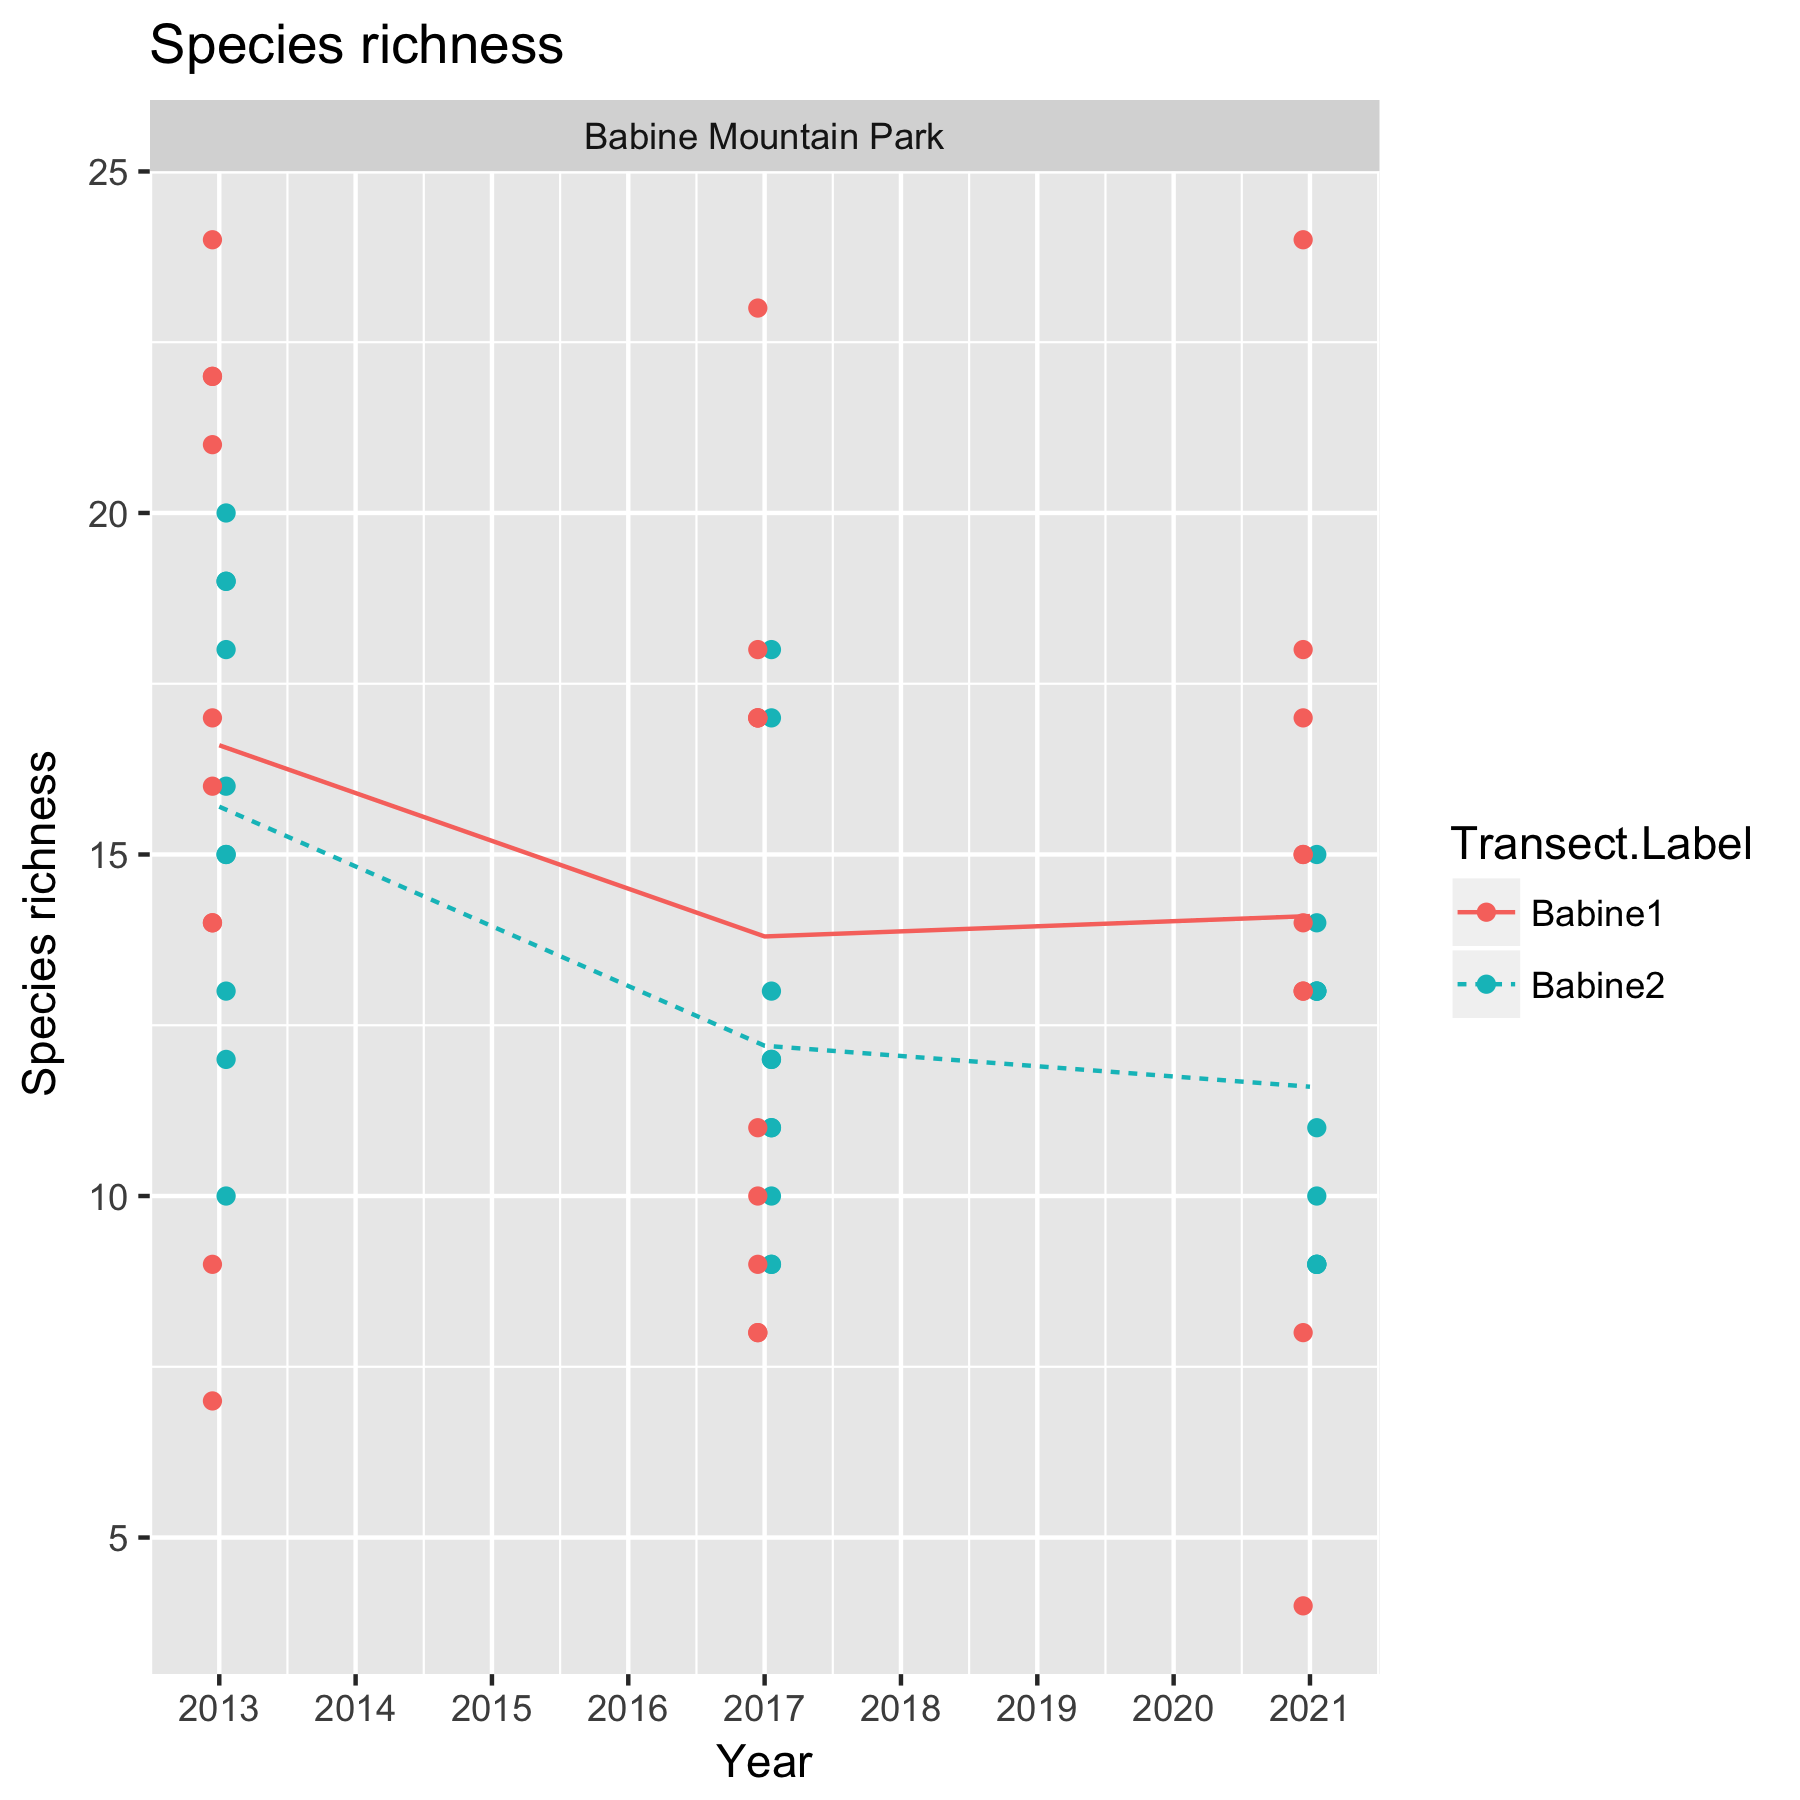 Species richness
Babine Mountain Park
25
20
15
10
5
Species richness
2013 2014 2015 2016 2017 2018 2019 2020 2021
Year
Transect.Label
Babine1
Babine2